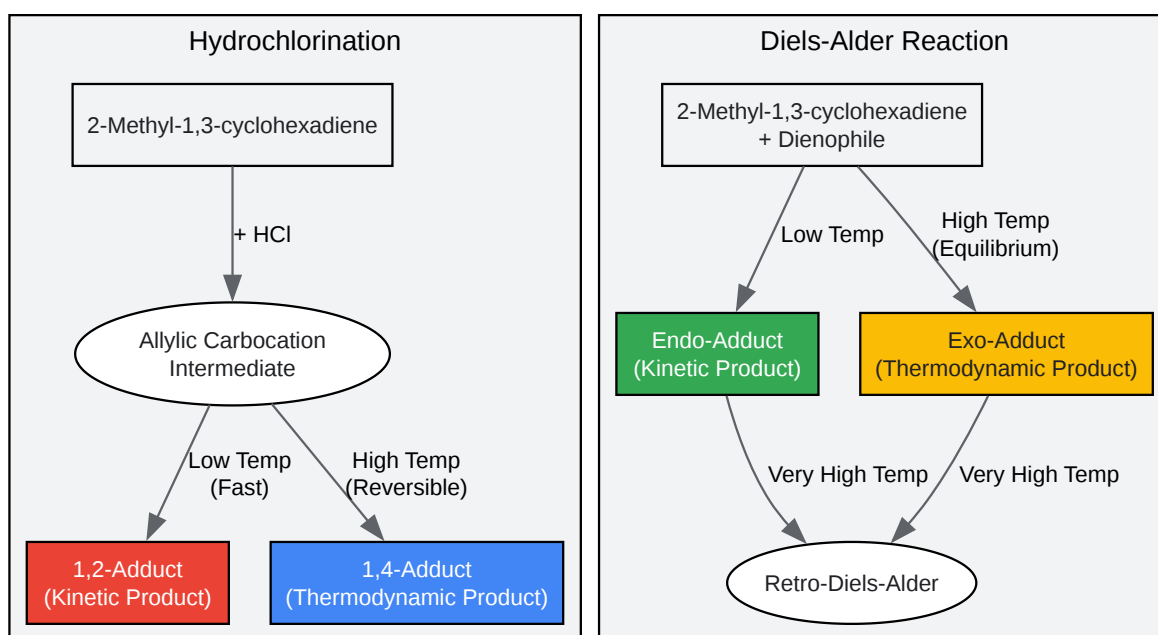 Hydrochlorination
2-Methyl-1,3-cyclohexadiene
+ HCl
Allylic Carbocation
Intermediate
Low Temp
(Fast)
High Temp
(Reversible)
1,2-Adduct
(Kinetic Product)
1,4-Adduct
(Thermodynamic Product)
Diels-Alder Reaction
2-Methyl-1,3-cyclohexadiene
+ Dienophile
Low Temp
High Temp
(Equilibrium)
Endo-Adduct
(Kinetic Product)
Exo-Adduct
(Thermodynamic Product)
Very High Temp
Very High Temp
Retro-Diels-Alder